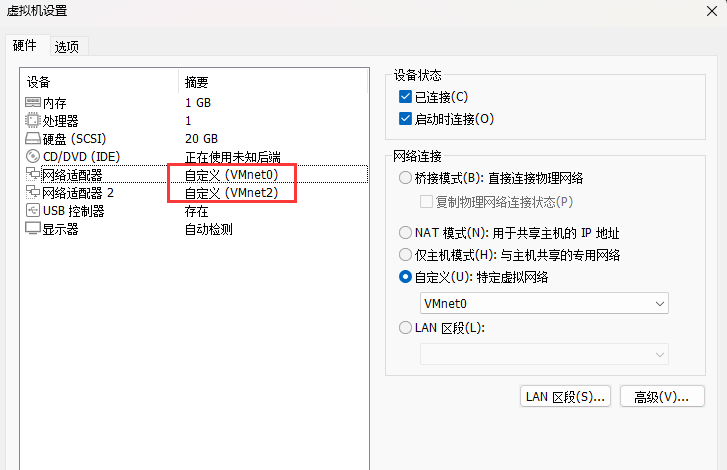 虚拟机设置
硬件 选项
设备 摘要
内存 1 GB
处理器 1
硬盘 (SCSI) 20 GB
CD/DVD (IDE) 正在使用未知后端
网络适配器 自定义 (VMnet0)
网络适配器 2 自定义 (VMnet2)
USB 控制器 存在
显示器 自动检测
设备状态
已连接(C)
启动时连接(O)
网络连接
桥接模式(B): 直接连接物理网络
复制物理网络连接状态(P)
NAT 模式(N): 用于共享主机的 IP 地址
仅主机模式(H): 与主机共享的专用网络
自定义(U): 特定虚拟网络
VMnet0
LAN 区段(L):
LAN 区段(S)... 高级(V)...